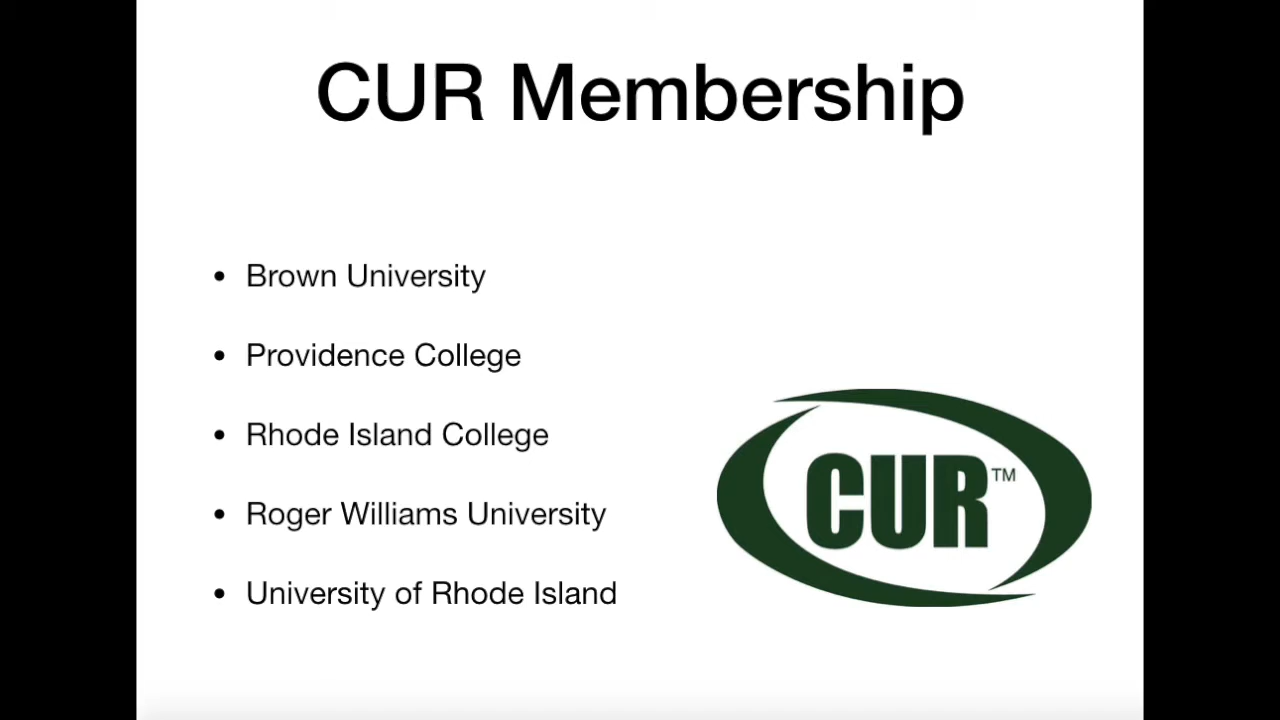 CUR Membership
• Brown University
• Providence College
• Rhode Island College
• Roger Williams University
• University of Rhode Island
CUR™